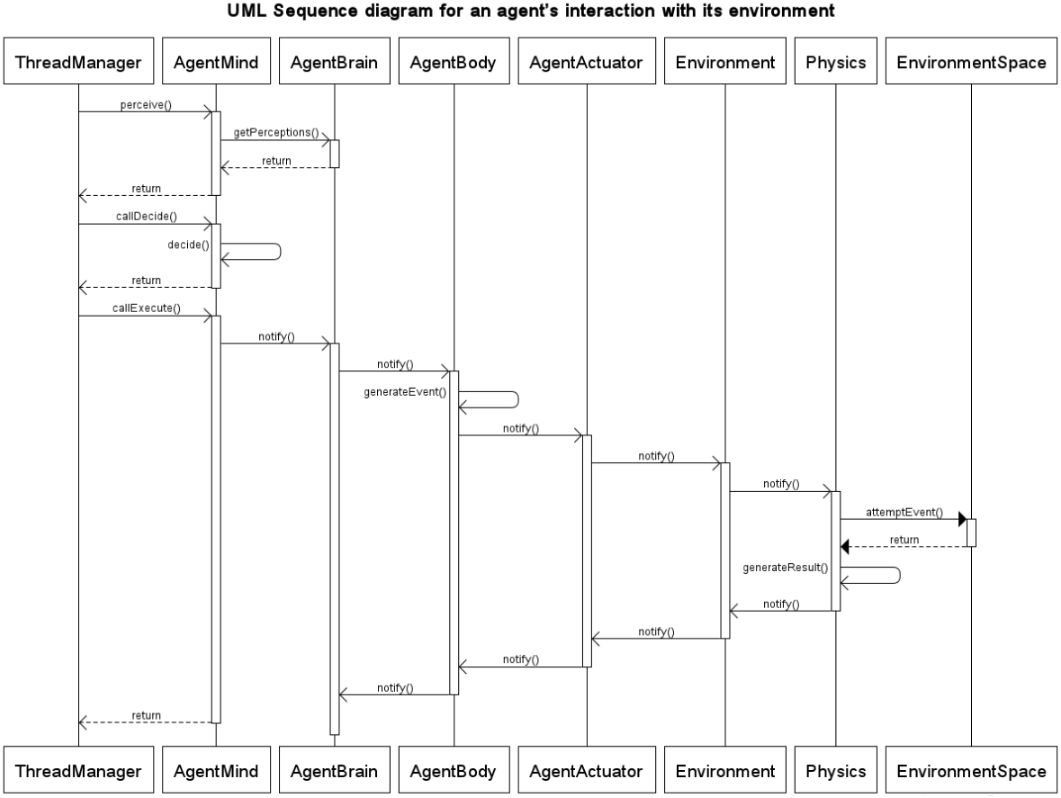 UML Sequence diagram for an agent's interaction with its environment
ThreadManager AgentMind AgentBrain AgentBody AgentActuator Environment Physics EnvironmentSpace
perceive()
getPerceptions()
return
return
callDecide()
decide()
return
callExecute()
notify()
notify()
generateEvent()
notify()
notify()
notify()
attemptEvent()
return
generateResult()
notify()
notify()
notify()
notify()
return
ThreadManager AgentMind AgentBrain AgentBody AgentActuator Environment Physics EnvironmentSpace